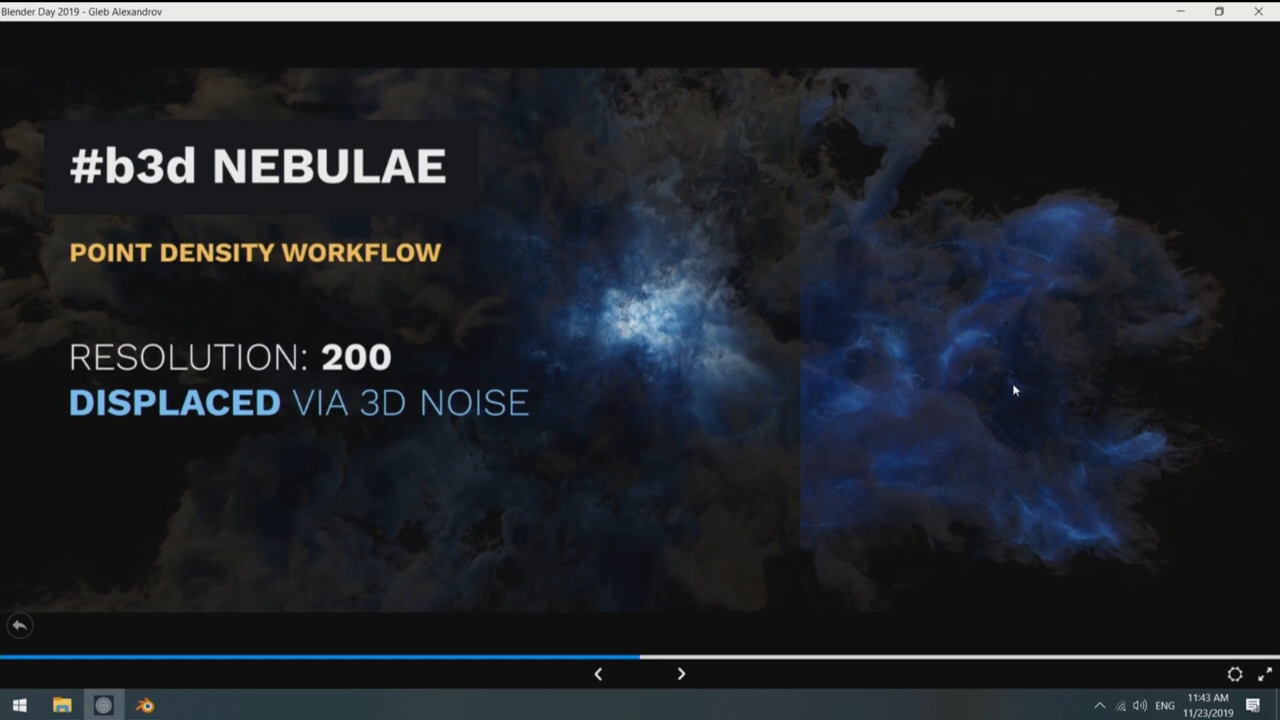 Blender Day 2019 - Gleb Alexandrov
#b3d NEBULAE
POINT DENSITY WORKFLOW
RESOLUTION: 200
DISPLACED VIA 3D NOISE
ENG
11:43 AM
11/23/2019